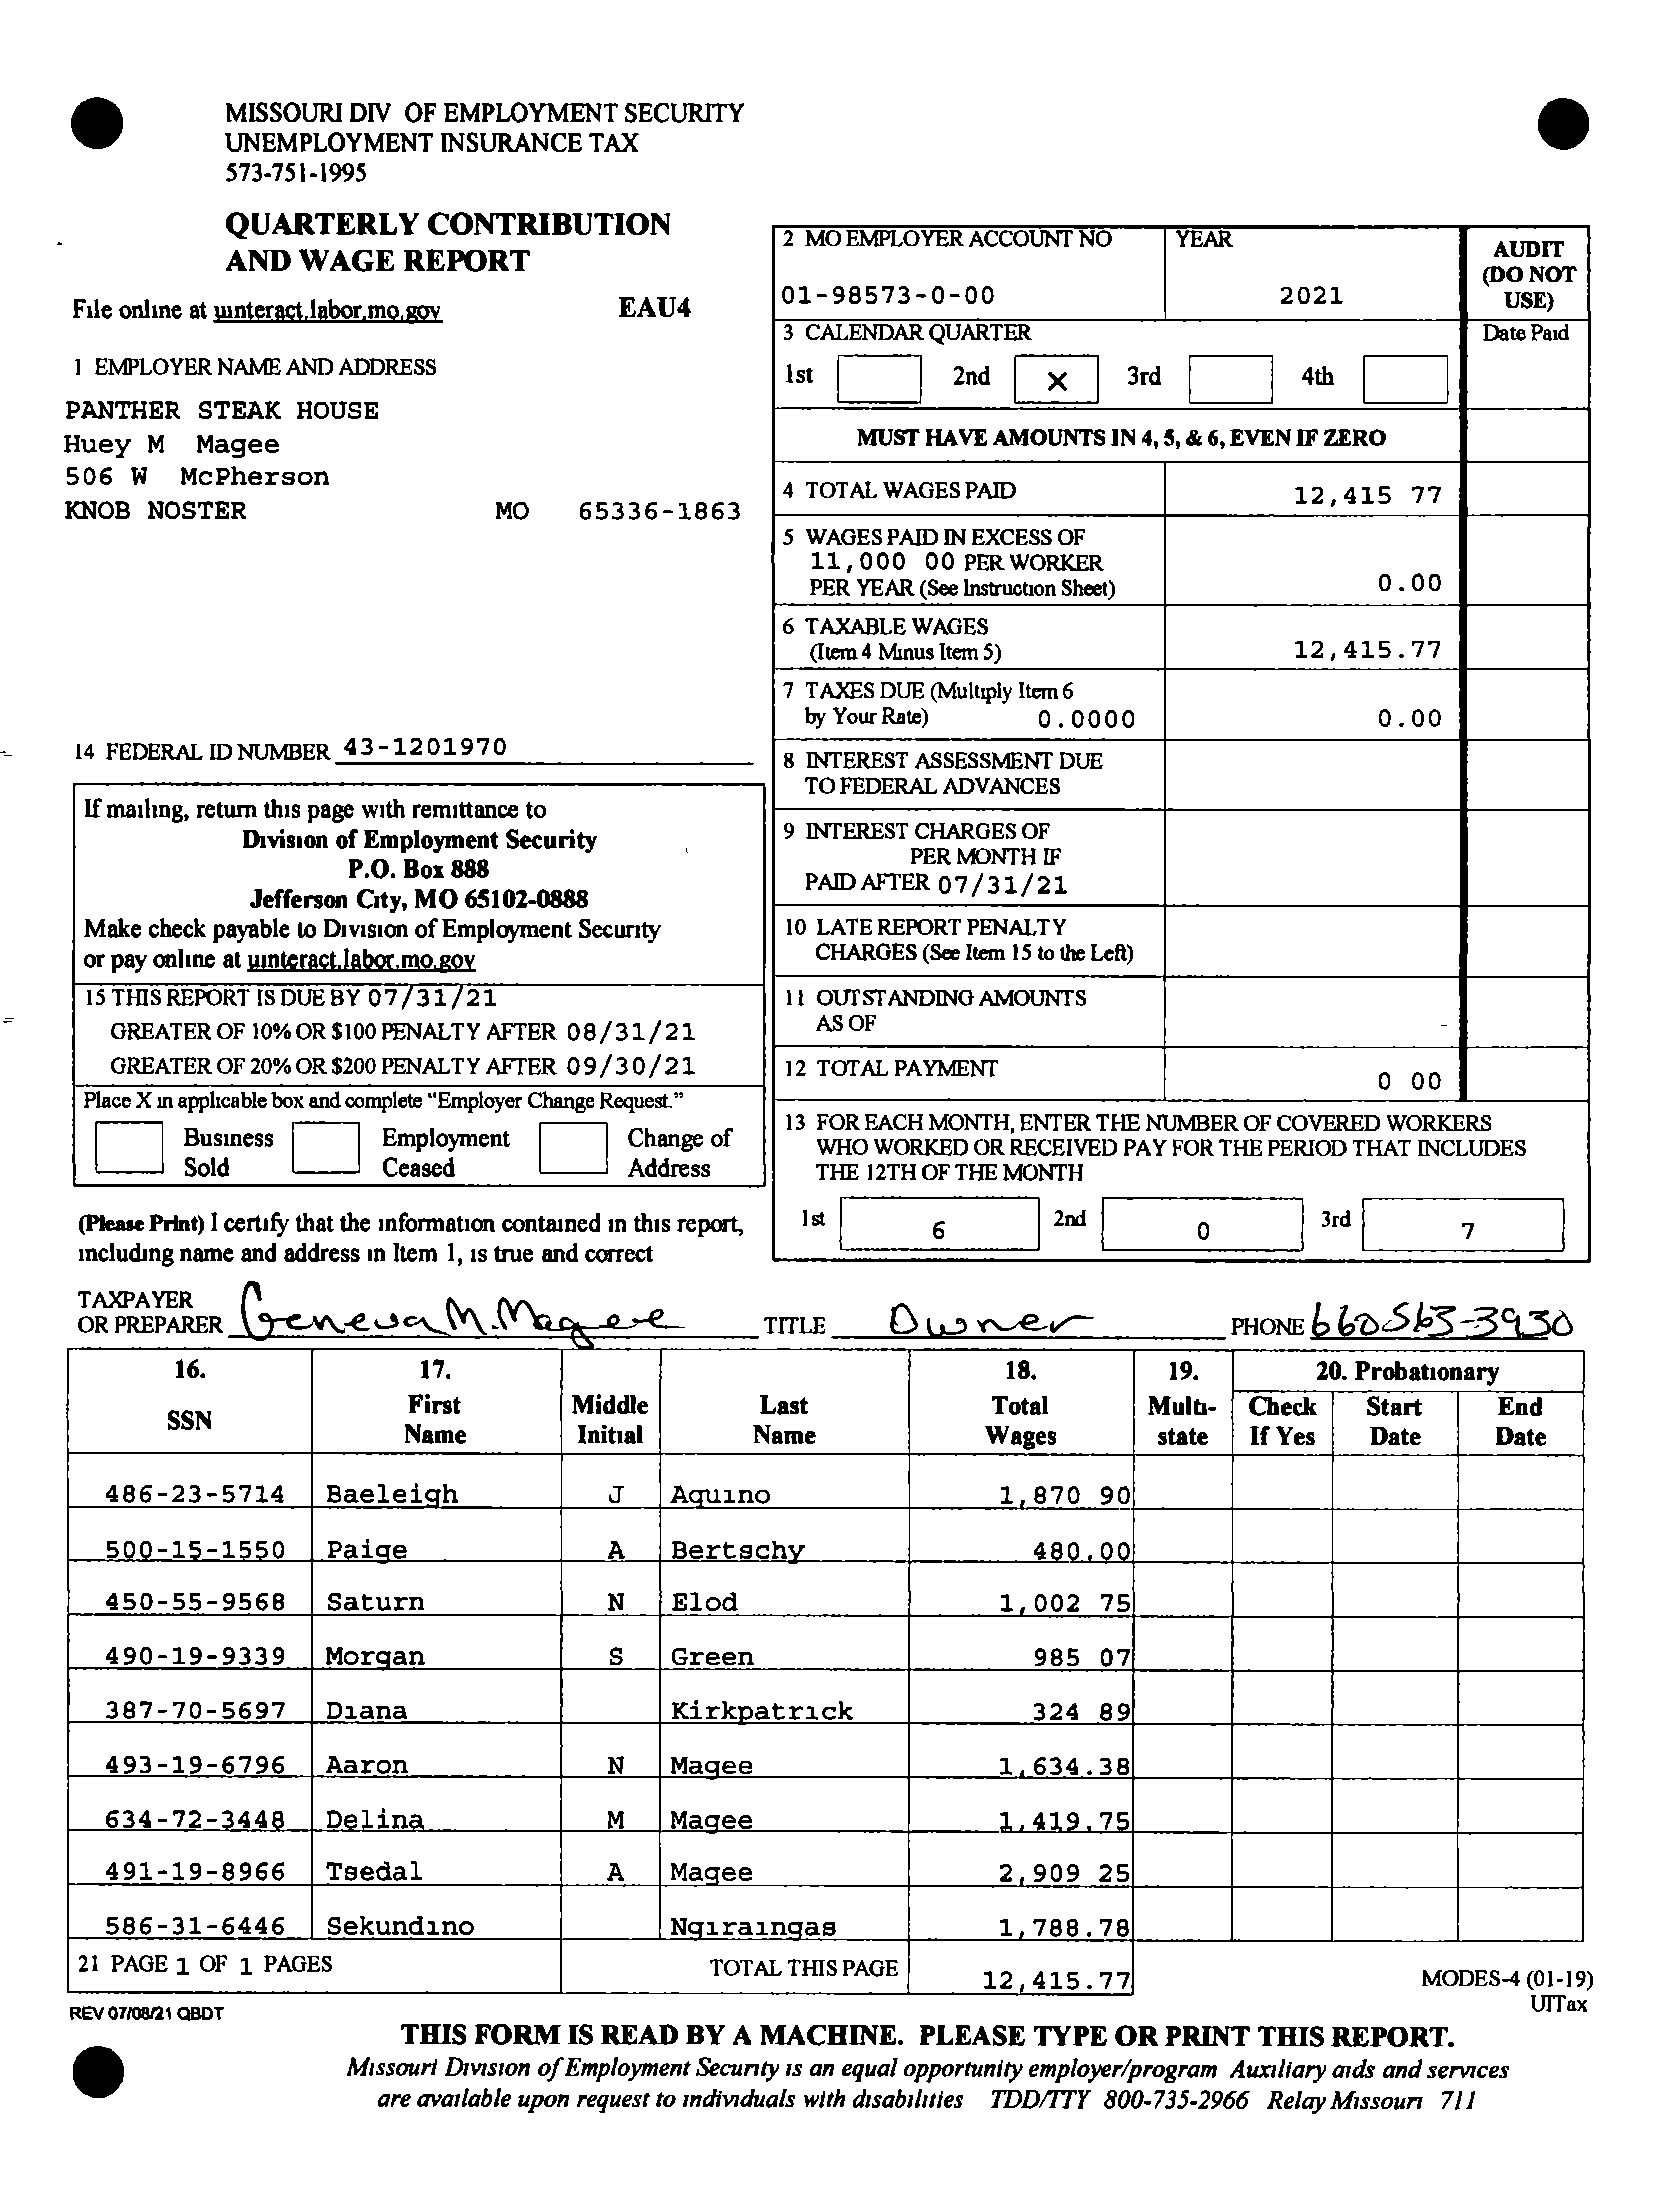 MISSOURI DIV OF EMPLOYMENT SECURITY
UNEMPLOYMENT INSURANCE TAX
573-751-1995
QUARTERLY CONTRIBUTION
AND WAGE REPORT
File online at uinteract.labor.mo.gov EAU4
1 EMPLOYER NAME AND ADDRESS
PANTHER STEAK HOUSE
Huey M Magee
506 W McPherson
KNOB NOSTER MO 65336-1863
14 FEDERAL ID NUMBER 43-1201970
If mailing, return this page with remittance to
Division of Employment Security
P.O. Box 888
Jefferson City, MO 65102-0888
Make check payable to Division of Employment Security
or pay online at uinteract.labor.mo.gov
15 THIS REPORT IS DUE BY 07/31/21
GREATER OF 10% OR $100 PENALTY AFTER 08/31/21
GREATER OF 20% OR $200 PENALTY AFTER 09/30/21
Place X in applicable box and complete "Employer Change Request."
Business Sold Employment Ceased Change of Address
(Please Print) I certify that the information contained in this report,
including name and address in Item 1, is true and correct
2 MO EMPLOYER ACCOUNT NO YEAR
01-98573-0-00 2021
AUDIT
(DO NOT
USE)
Date Paid
3 CALENDAR QUARTER
1st 2nd X 3rd 4th
MUST HAVE AMOUNTS IN 4, 5, & 6, EVEN IF ZERO
4 TOTAL WAGES PAID 12,415 77
5 WAGES PAID IN EXCESS OF
11,000 00 PER WORKER
PER YEAR (See Instruction Sheet) 0.00
6 TAXABLE WAGES
(Item 4 Minus Item 5) 12,415.77
7 TAXES DUE (Multiply Item 6
by Your Rate) 0.0000 0.00
8 INTEREST ASSESSMENT DUE
TO FEDERAL ADVANCES
9 INTEREST CHARGES OF
PER MONTH IF
PAID AFTER 07/31/21
10 LATE REPORT PENALTY
CHARGES (See Item 15 to the Left)
11 OUTSTANDING AMOUNTS
AS OF
12 TOTAL PAYMENT 0 00
13 FOR EACH MONTH, ENTER THE NUMBER OF COVERED WORKERS
WHO WORKED OR RECEIVED PAY FOR THE PERIOD THAT INCLUDES
THE 12TH OF THE MONTH
1st 6 2nd 0 3rd 7
TAXPAYER
OR PREPARER Geneva M. Magee TITLE Owner PHONE 660 563-3930
16. 17. 18. 19. 20. Probationary
SSN First Name Middle Initial Last Name Total Wages Multi-state Check If Yes Start Date End Date
486-23-5714 Baeleigh J Aquino 1,870 90
500-15-1550 Paige A Bertschy 480.00
450-55-9568 Saturn N Elod 1,002 75
490-19-9339 Morgan S Green 985 07
387-70-5697 Diana Kirkpatrick 324 89
493-19-6796 Aaron N Magee 1,634.38
634-72-3448 Delina M Magee 1,419.75
491-19-8966 Tsedal A Magee 2,909 25
586-31-6446 Sekundino Ngiraingas 1,788.78
21 PAGE 1 OF 1 PAGES TOTAL THIS PAGE 12,415.77
MODES-4 (01-19)
UITax
REV 07/08/21 QBDT
THIS FORM IS READ BY A MACHINE. PLEASE TYPE OR PRINT THIS REPORT.
Missouri Division of Employment Security is an equal opportunity employer/program Auxiliary aids and services
are available upon request to individuals with disabilities TDD/TTY 800-735-2966 Relay Missouri 711